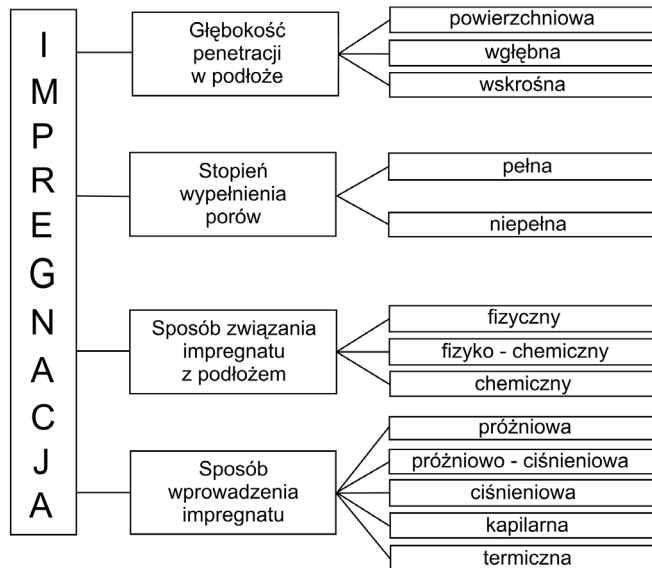 IMPREGNACJA
Głębokość
penetracji
w podłoże
powierzchniowa
wgłębna
wskrośna
Stopień
wypełnienia
porów
pełna
niepełna
Sposób związania
impregnatu
z podłożem
fizyczny
fizyko - chemiczny
chemiczny
Sposób
wprowadzenia
impregnatu
próżniowa
próżniowo - ciśnieniowa
ciśnieniowa
kapilarna
termiczna